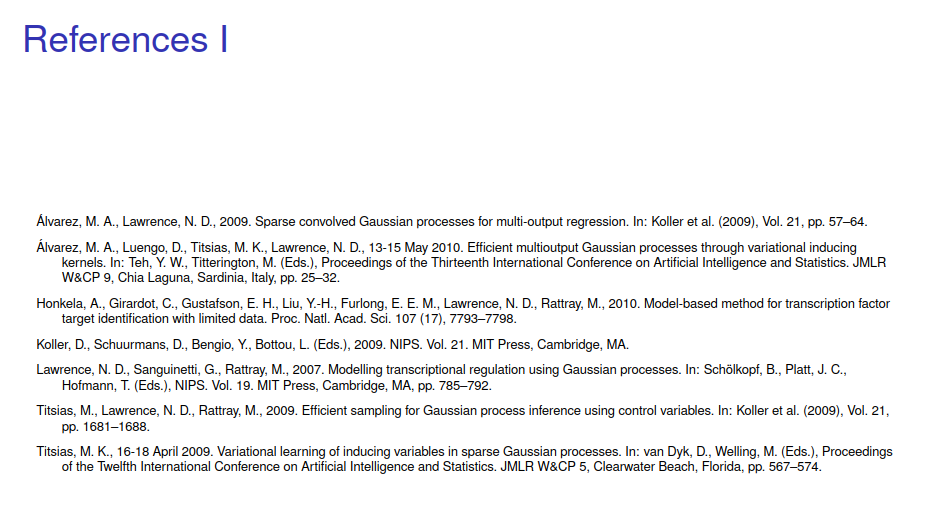 References I
Álvarez, M. A., Lawrence, N. D., 2009. Sparse convolved Gaussian processes for multi-output regression. In: Koller et al. (2009), Vol. 21, pp. 57–64.
Álvarez, M. A., Luengo, D., Titsias, M. K., Lawrence, N. D., 13-15 May 2010. Efficient multioutput Gaussian processes through variational inducing
kernels. In: Teh, Y. W., Titterington, M. (Eds.), Proceedings of the Thirteenth International Conference on Artificial Intelligence and Statistics. JMLR
W&CP 9, Chia Laguna, Sardinia, Italy, pp. 25–32.
Honkela, A., Girardot, C., Gustafson, E. H., Liu, Y.-H., Furlong, E. E. M., Lawrence, N. D., Rattray, M., 2010. Model-based method for transcription factor
target identification with limited data. Proc. Natl. Acad. Sci. 107 (17), 7793–7798.
Koller, D., Schuurmans, D., Bengio, Y., Bottou, L. (Eds.), 2009. NIPS. Vol. 21. MIT Press, Cambridge, MA.
Lawrence, N. D., Sanguinetti, G., Rattray, M., 2007. Modelling transcriptional regulation using Gaussian processes. In: Schölkopf, B., Platt, J. C.,
Hofmann, T. (Eds.), NIPS. Vol. 19. MIT Press, Cambridge, MA, pp. 785–792.
Titsias, M., Lawrence, N. D., Rattray, M., 2009. Efficient sampling for Gaussian process inference using control variables. In: Koller et al. (2009), Vol. 21,
pp. 1681–1688.
Titsias, M. K., 16-18 April 2009. Variational learning of inducing variables in sparse Gaussian processes. In: van Dyk, D., Welling, M. (Eds.), Proceedings
of the Twelfth International Conference on Artificial Intelligence and Statistics. JMLR W&CP 5, Clearwater Beach, Florida, pp. 567–574.